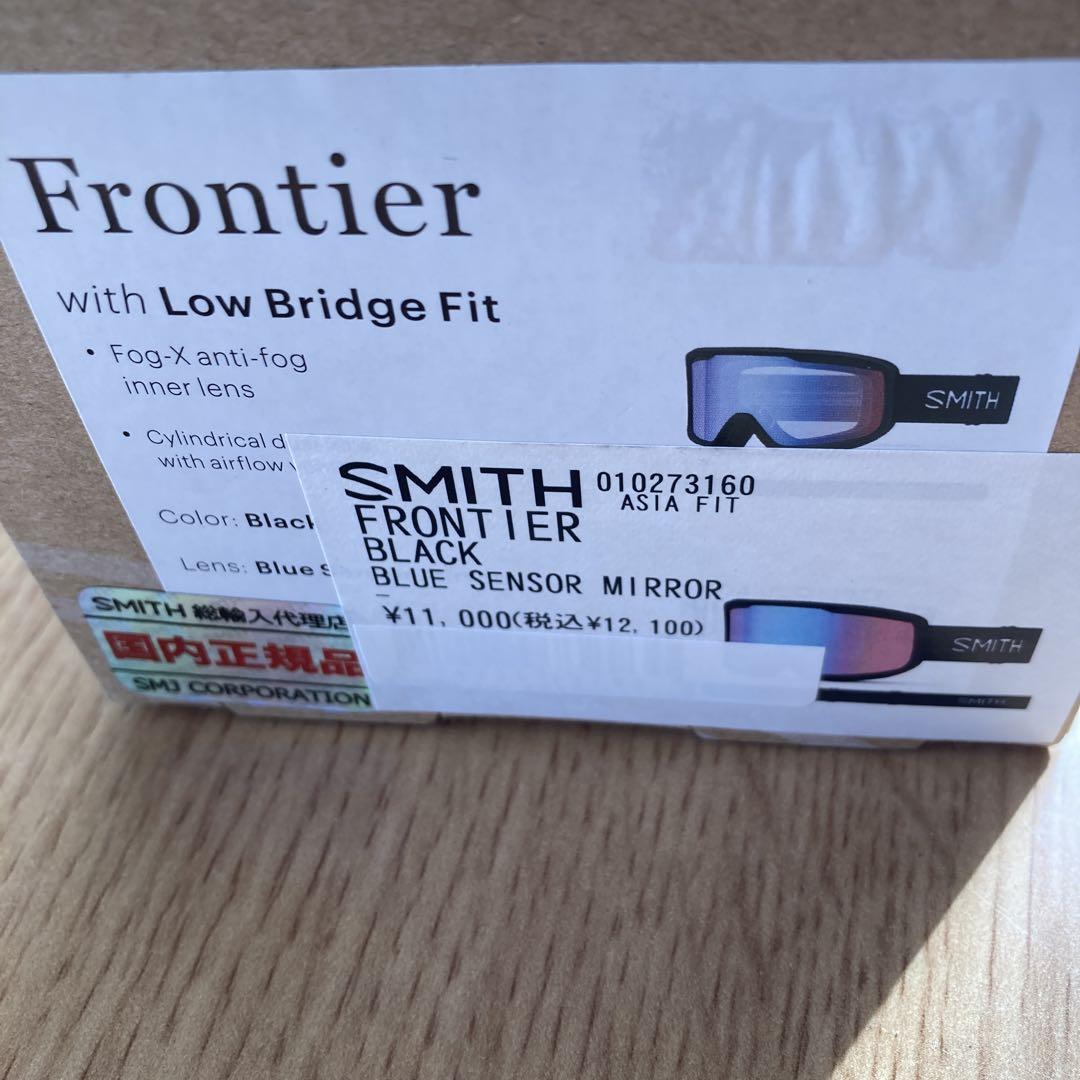 Frontier
with Low Bridge Fit
• Fog-X anti-fog
inner lens
• Cylindrical d
with airflow
Color: Black
Lens: Blue S
SMITH
SMITH 010273160
ASIA FIT
FRONTIER
BLACK
BLUE SENSOR MIRROR
¥11,000(税込¥12,100)
SMITH 総輸入代理店
国内正規品
SMJ CORPORATION
SMITH
SMITH